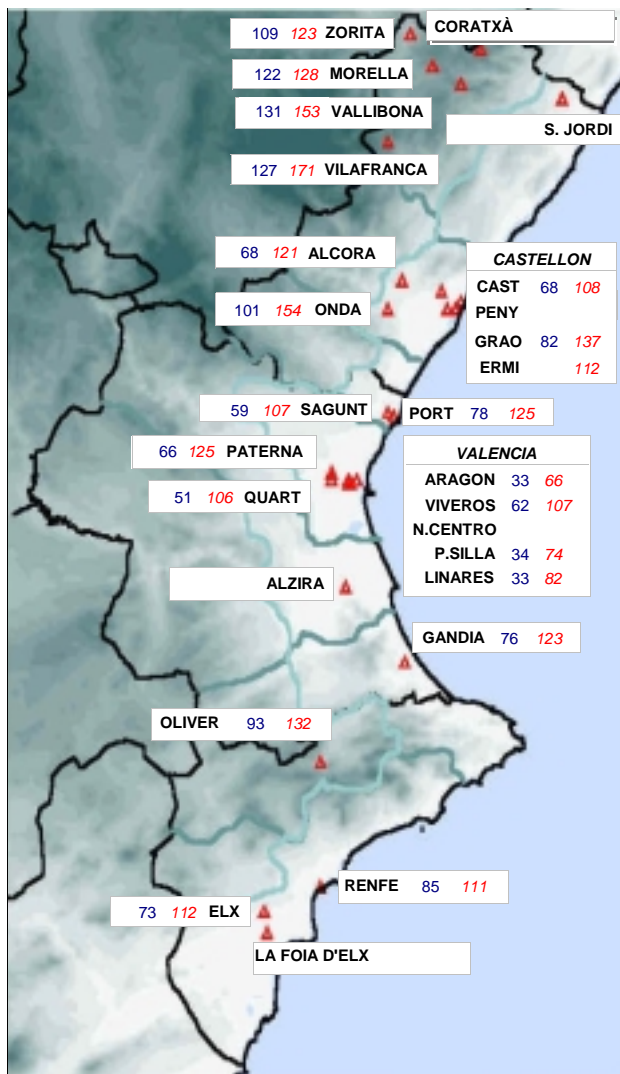 109 123 ZORITA
CORATXÀ
122 128 MORELLA
131 153 VALLIBONA
S. JORDI
127 171 VILAFRANCA
68 121 ALCORA
CASTELLON
CAST 68 108
PENY
101 154 ONDA
GRAO 82 137
ERMI 112
59 107 SAGUNT
PORT 78 125
66 125 PATERNA
VALENCIA
ARAGON 33 66
51 106 QUART
VIVEROS 62 107
N.CENTRO
P.SILLA 34 74
LINARES 33 82
ALZIRA
GANDIA 76 123
OLIVER 93 132
RENFE 85 111
73 112 ELX
LA FOIA D'ELX